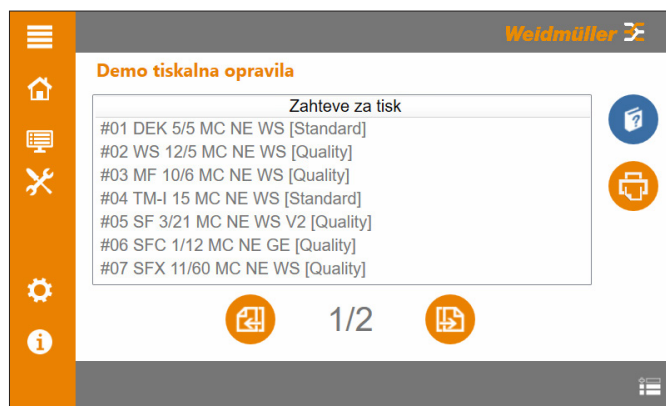 Weidmüller
Demo tiskalna opravila
Zahteve za tisk
#01 DEK 5/5 MC NE WS [Standard]
#02 WS 12/5 MC NE WS [Quality]
#03 MF 10/6 MC NE WS [Quality]
#04 TM-I 15 MC NE WS [Standard]
#05 SF 3/21 MC NE WS V2 [Quality]
#06 SFC 1/12 MC NE GE [Quality]
#07 SFX 11/60 MC NE WS [Quality]
1/2